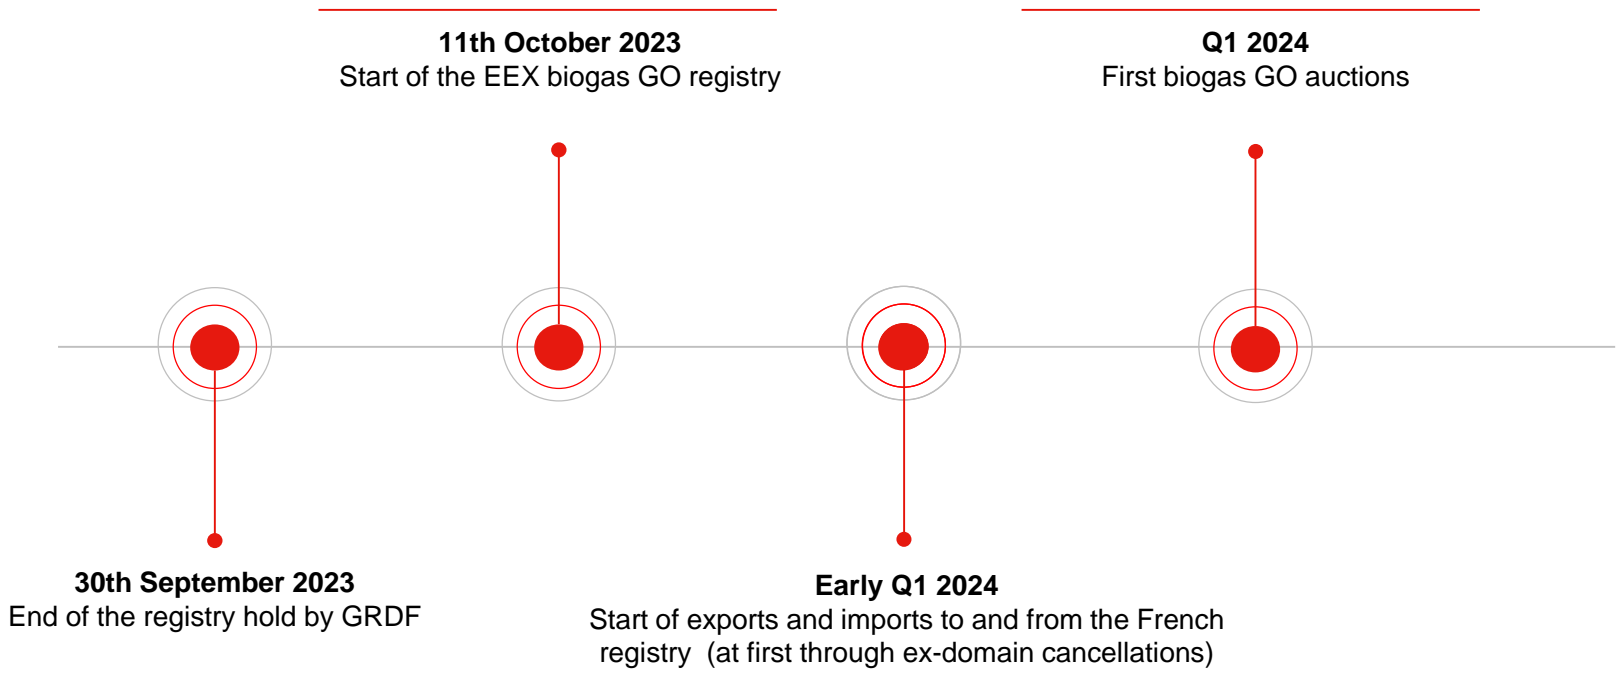 11th October 2023
Start of the EEX biogas GO registry
Q1 2024
First biogas GO auctions
30th September 2023
End of the registry hold by GRDF
Early Q1 2024
Start of exports and imports to and from the French
registry  (at first through ex-domain cancellations)